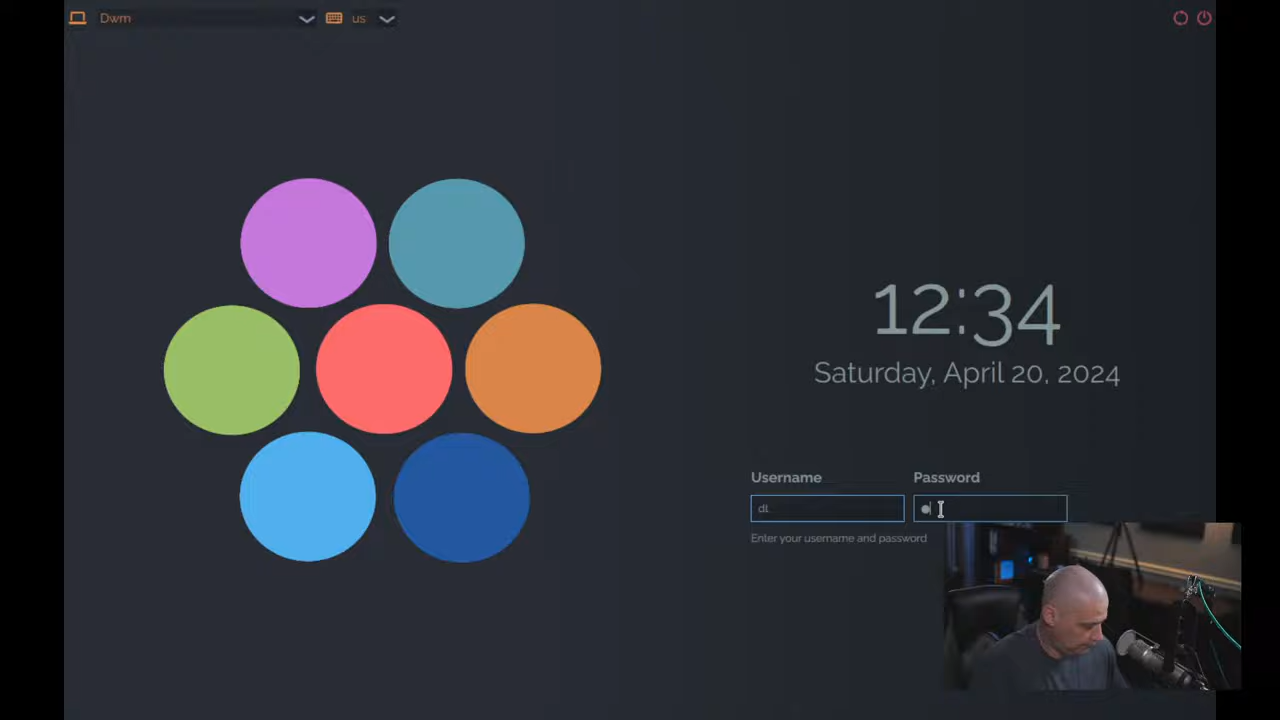 Dwm us
12:34
Saturday, April 20, 2024
Username Password
dt
Enter your username and password